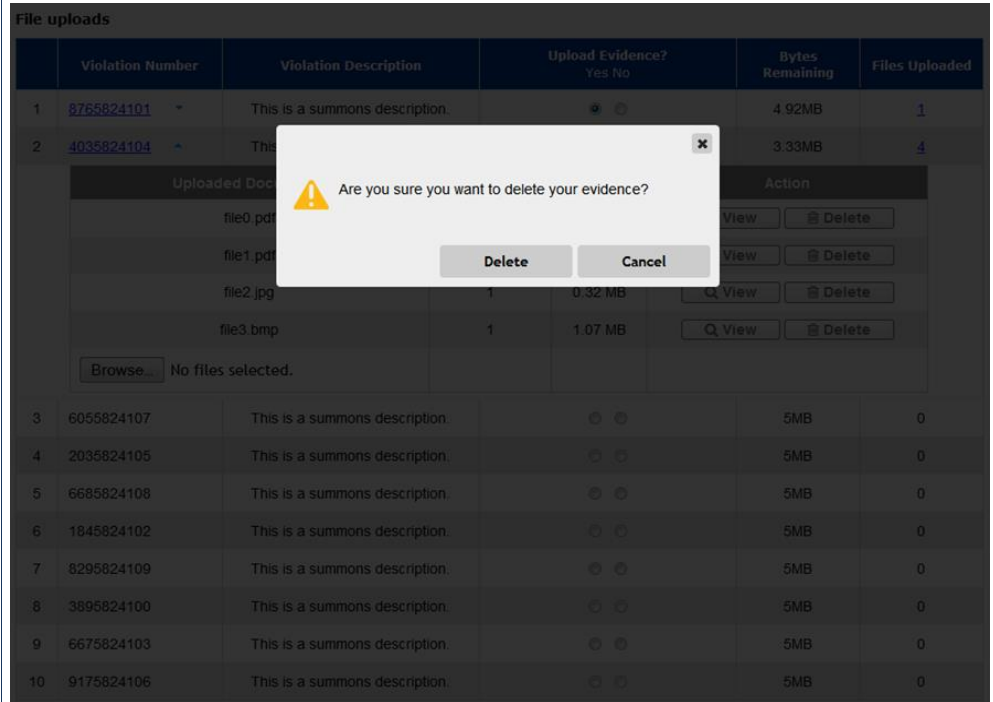 File uploads
Violation Number Violation Description Upload Evidence? Bytes Files Uploaded
Yes No Remaining
1 8765824101 This is a summons description. 4.92MB 1
2 4035824104 This 3.33MB 4
Uploaded Doc Action
Are you sure you want to delete your evidence?
file0.pdf View Delete
file1.pdf View Delete
Delete Cancel
file2.jpg 1 0.32 MB View Delete
file3.bmp 1 1.07 MB View Delete
Browse... No files selected.
3 6055824107 This is a summons description. 5MB 0
4 2035824105 This is a summons description. 5MB 0
5 6685824108 This is a summons description. 5MB 0
6 1845824102 This is a summons description. 5MB 0
7 8295824109 This is a summons description. 5MB 0
8 3895824100 This is a summons description. 5MB 0
9 6675824103 This is a summons description. 5MB 0
10 9175824106 This is a summons description. 5MB 0